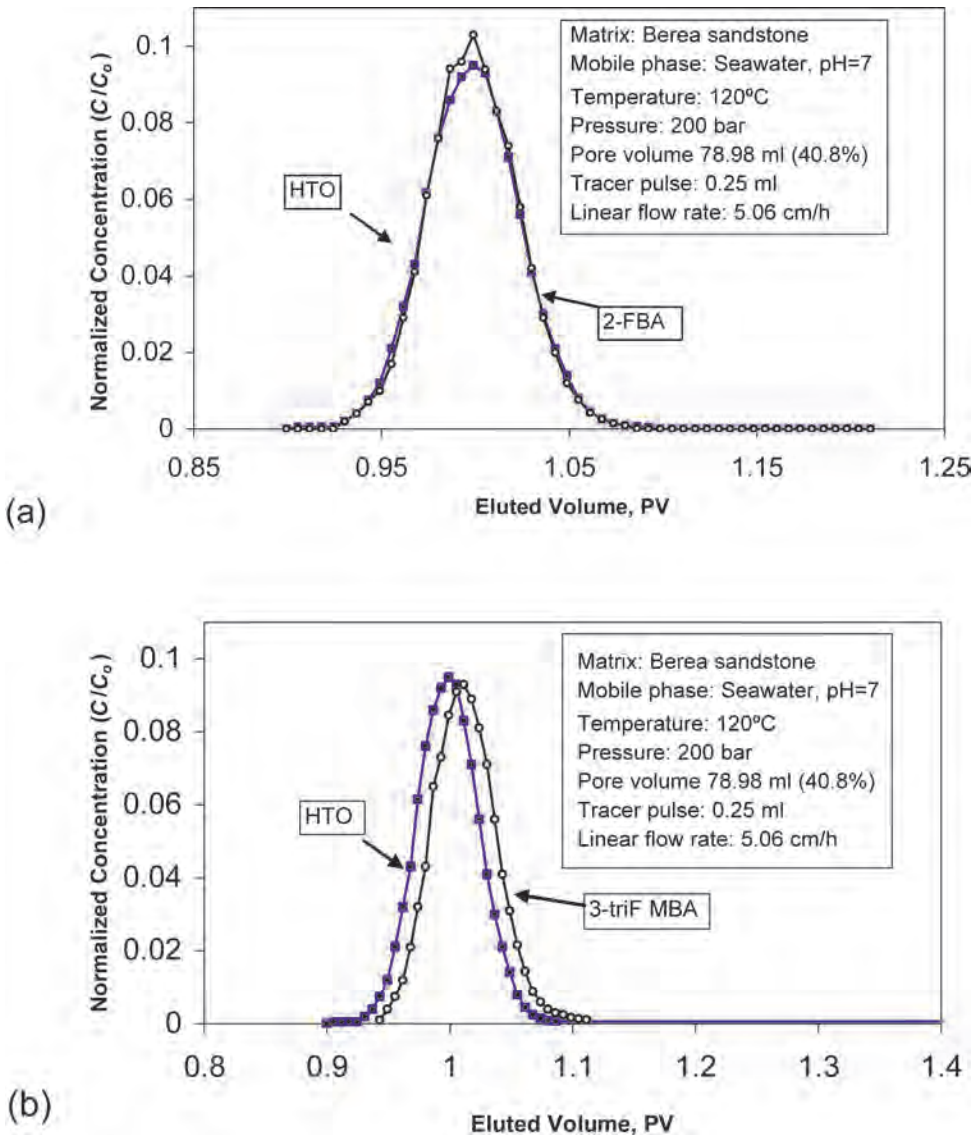 0.1
0.08
0.06
0.04
0.02
0
Normalized Concentration (C/Co)
HTO
2-FBA
Matrix: Berea sandstone
Mobile phase: Seawater, pH=7
Temperature: 120ºC
Pressure: 200 bar
Pore volume 78.98 ml (40.8%)
Tracer pulse: 0.25 ml
Linear flow rate: 5.06 cm/h
0.85 0.95 1.05 1.15 1.25
Eluted Volume, PV
(a)
0.1
0.08
0.06
0.04
0.02
0
Normalized Concentration (C/Co)
HTO
3-triF MBA
Matrix: Berea sandstone
Mobile phase: Seawater, pH=7
Temperature: 120ºC
Pressure: 200 bar
Pore volume 78.98 ml (40.8%)
Tracer pulse: 0.25 ml
Linear flow rate: 5.06 cm/h
0.8 0.9 1 1.1 1.2 1.3 1.4
Eluted Volume, PV
(b)